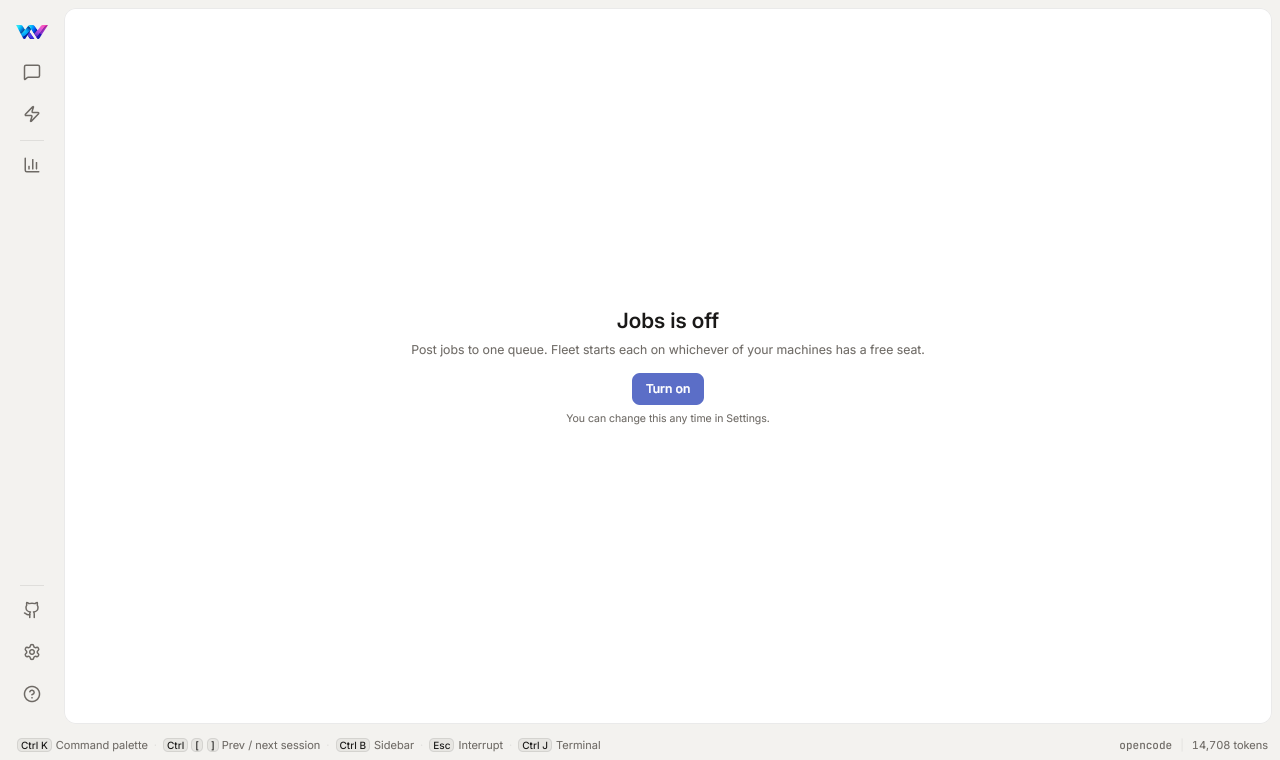 Jobs is off
Post jobs to one queue. Fleet starts each on whichever of your machines has a free seat.
Turn on
You can change this any time in Settings.
Ctrl K Command palette Ctrl [ ] Prev / next session Ctrl B Sidebar Esc Interrupt Ctrl J Terminal opencode 14,708 tokens